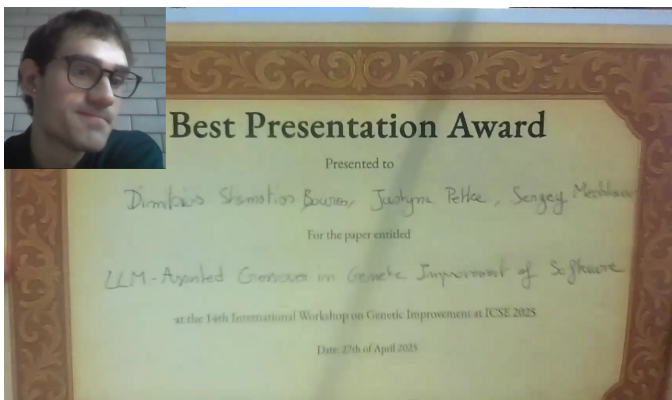 Best Presentation Award
Presented to
Dimitrios Stamatios Bouras, Justyna Petke, Sergey Mechtaev
For the paper entitled
LLM-Assisted Crossover in Genetic Improvement of Software
at the 14th International Workshop on Genetic Improvement at ICSE 2025
Date: 27th of April 2025